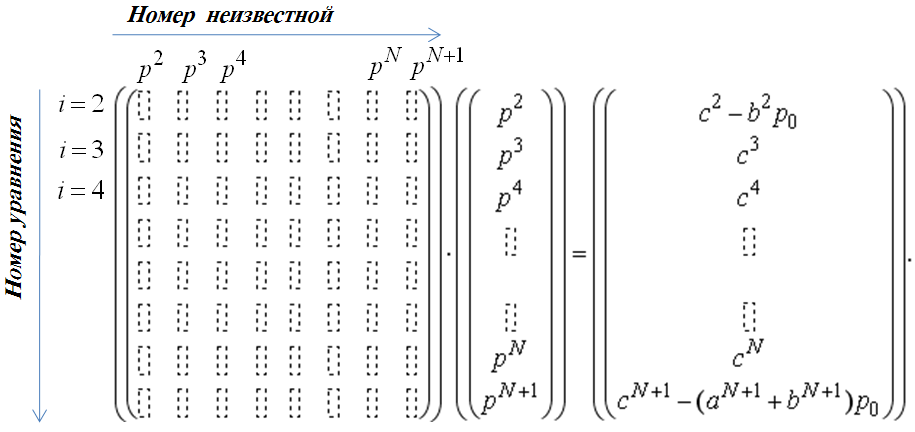 Номер неизвестной
p^2 p^3 p^4 p^N p^{N+1}
Номер уравнения
i = 2
i = 3
i = 4
p^2
p^3
p^4
p^N
p^{N+1}
=
c^2 − b^2 p_0
c^3
c^4
c^N
c^{N+1} − (a^{N+1} + b^{N+1}) p_0
.